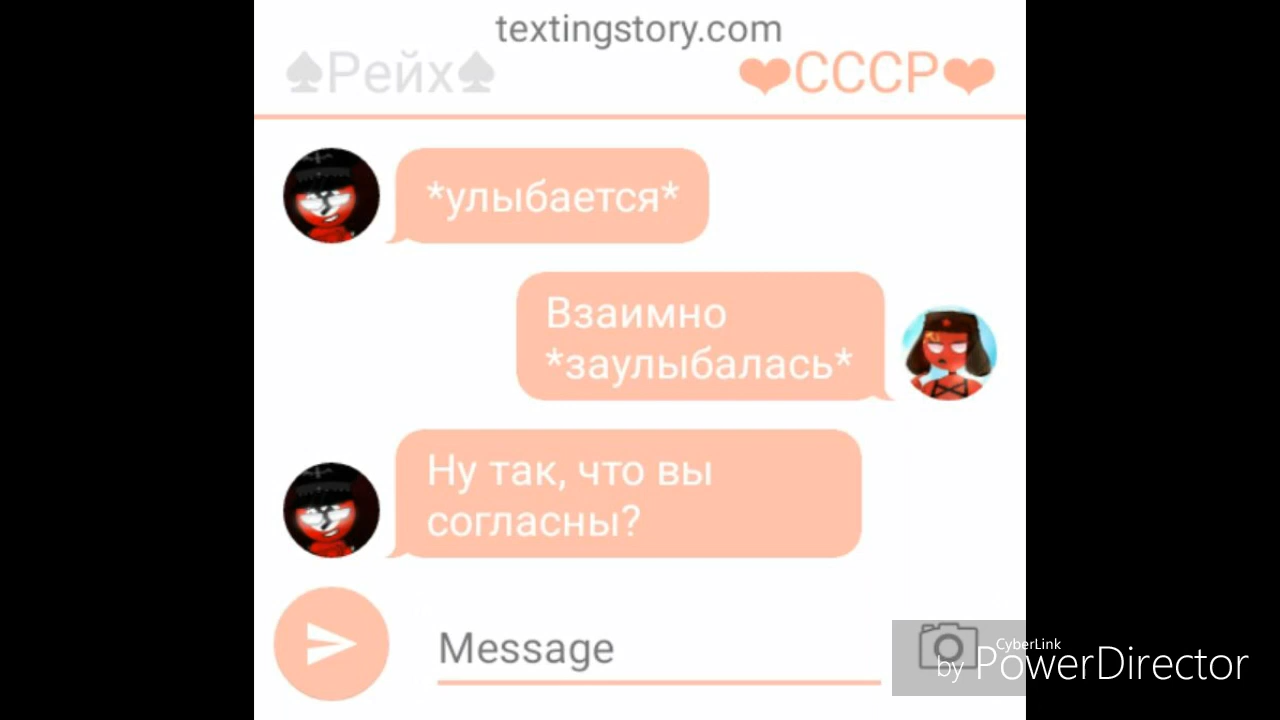 textingstory.com
♠Рейх♠ ❤СССР❤
*улыбается*
Взаимно
*заулыбалась*
Ну так, что вы
согласны?
Message
CyberLink
by PowerDirector